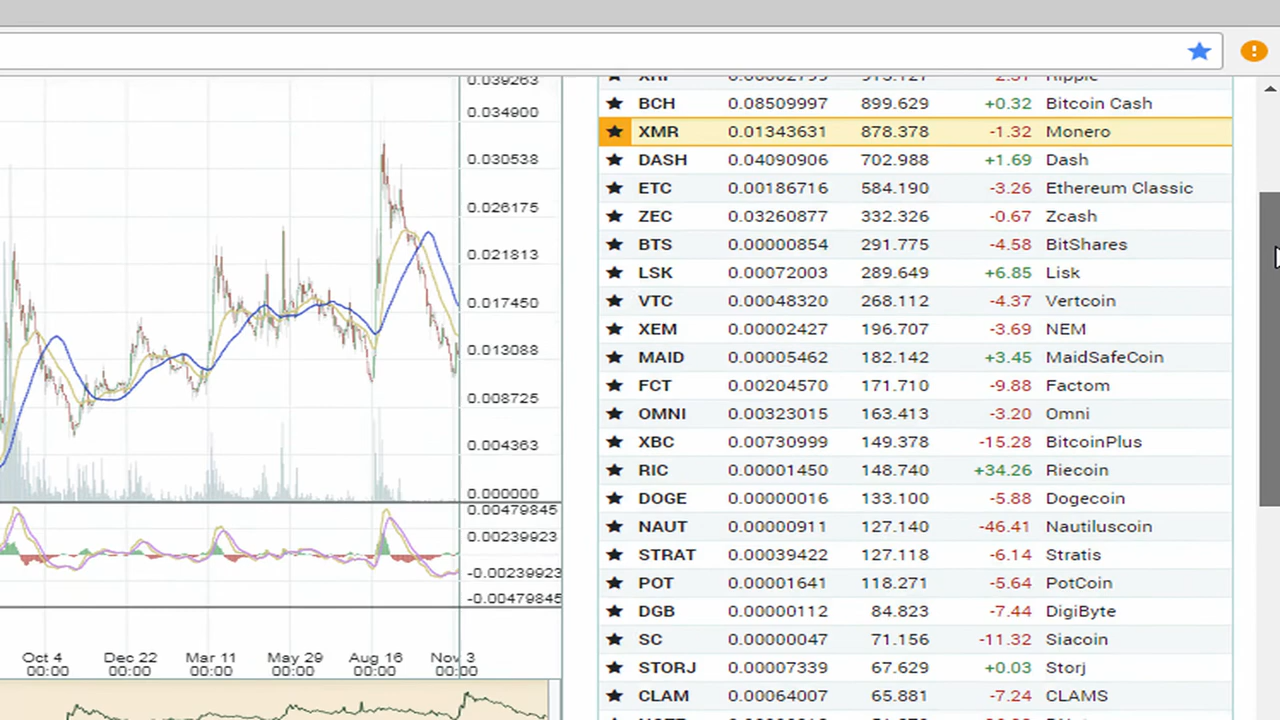 0.039263
0.034900
0.030538
0.026175
0.021813
0.017450
0.013088
0.008725
0.004363
0.000000
0.00479845
0.00239923
-0.00239923
-0.00479845
Oct 4 Dec 22 Mar 11 May 29 Aug 16 Nov 3
00:00 00:00 00:00 00:00 00:00 00:00
Ripple
BCH 0.08509997 899.629 +0.32 Bitcoin Cash
XMR 0.01343631 878.378 -1.32 Monero
DASH 0.04090906 702.988 +1.69 Dash
ETC 0.00186716 584.190 -3.26 Ethereum Classic
ZEC 0.03260877 332.326 -0.67 Zcash
BTS 0.00000854 291.775 -4.58 BitShares
LSK 0.00072003 289.649 +6.85 Lisk
VTC 0.00048320 268.112 -4.37 Vertcoin
XEM 0.00002427 196.707 -3.69 NEM
MAID 0.00005462 182.142 +3.45 MaidSafeCoin
FCT 0.00204570 171.710 -9.88 Factom
OMNI 0.00323015 163.413 -3.20 Omni
XBC 0.00730999 149.378 -15.28 BitcoinPlus
RIC 0.00001450 148.740 +34.26 Riecoin
DOGE 0.00000016 133.100 -5.88 Dogecoin
NAUT 0.00000911 127.140 -46.41 Nautiluscoin
STRAT 0.00039422 127.118 -6.14 Stratis
POT 0.00001641 118.271 -5.64 PotCoin
DGB 0.00000112 84.823 -7.44 DigiByte
SC 0.00000047 71.156 -11.32 Siacoin
STORJ 0.00007339 67.629 +0.03 Storj
CLAM 0.00064007 65.881 -7.24 CLAMS